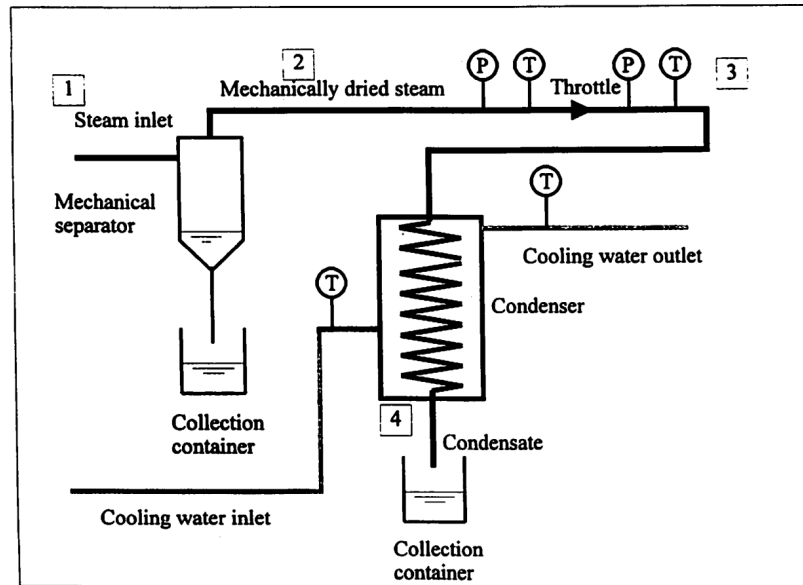 1
2
3
Mechanically dried steam
P
T
Throttle
P
T
Steam inlet
Mechanical
separator
T
Cooling water outlet
T
Condenser
Collection
container
4
Condensate
Cooling water inlet
Collection
container